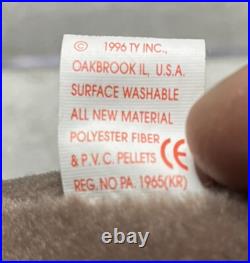 © 1996 TY INC.,
OAKBROOK IL, U.S.A.
SURFACE WASHABLE
ALL NEW MATERIAL
POLYESTER FIBER
& P.V.C. PELLETS CE
REG. NO PA. 1965(KR)